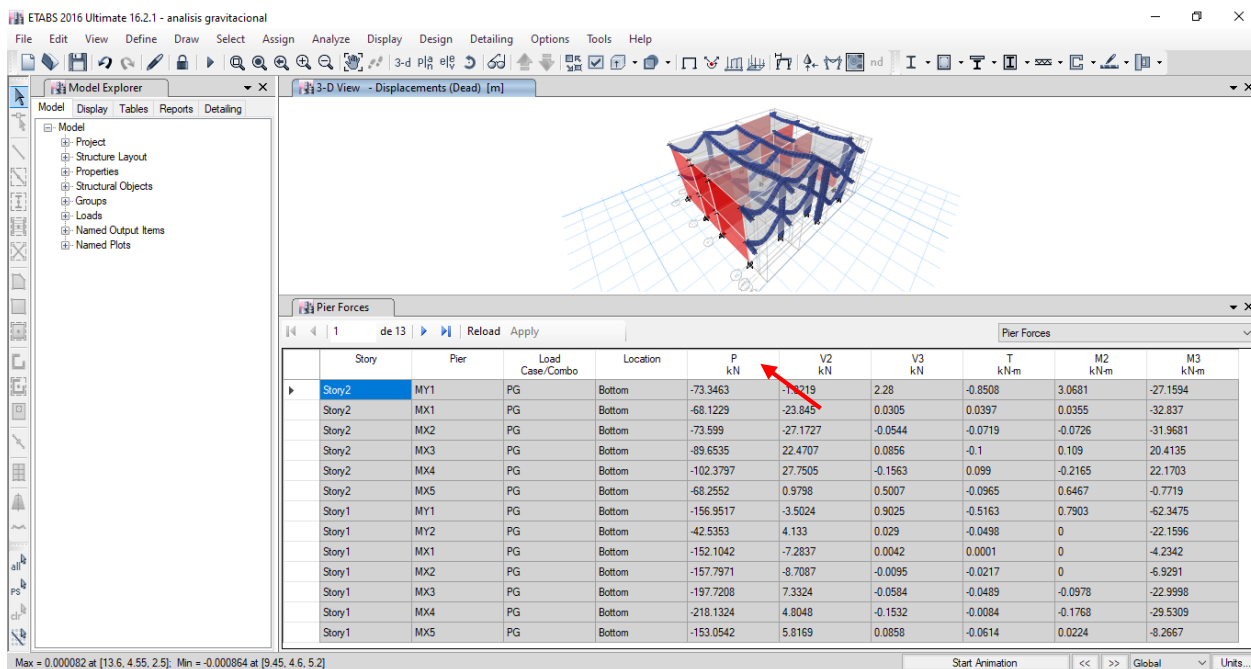 ETABS 2016 Ultimate 16.2.1 - analisis gravitacional
File Edit View Define Draw Select Assign Analyze Display Design Detailing Options Tools Help
3-d nd
Model Explorer
Model Display Tables Reports Detailing
Model
Project
Structure Layout
Properties
Structural Objects
Groups
Loads
Named Output Items
Named Plots
all
PS
clr
3-D View - Displacements (Dead) [m]
Pier Forces
1 de 13 Reload Apply Pier Forces
Story Pier Load Case/Combo Location P kN V2 kN V3 kN T kN-m M2 kN-m M3 kN-m
Story2 MY1 PG Bottom -73.3463 2.28 -0.8508 3.0681 -27.1594
Story2 MX1 PG Bottom -68.1229 -23.845 0.0305 0.0397 0.0355 -32.837
Story2 MX2 PG Bottom -73.599 -27.1727 -0.0544 -0.0719 -0.0726 -31.9681
Story2 MX3 PG Bottom -89.6535 22.4707 0.0856 -0.1 0.109 20.4135
Story2 MX4 PG Bottom -102.3797 27.7505 -0.1563 0.099 -0.2165 22.1703
Story2 MX5 PG Bottom -68.2552 0.9798 0.5007 -0.0965 0.6467 -0.7719
Story1 MY1 PG Bottom -156.9517 -3.5024 0.9025 -0.5163 0.7903 -62.3475
Story1 MY2 PG Bottom -42.5353 4.133 0.029 -0.0498 0 -22.1596
Story1 MX1 PG Bottom -152.1042 -7.2837 0.0042 0.0001 0 -4.2342
Story1 MX2 PG Bottom -157.7971 -8.7087 -0.0095 -0.0217 0 -6.9291
Story1 MX3 PG Bottom -197.7208 7.3324 -0.0584 -0.0489 -0.0978 -22.9998
Story1 MX4 PG Bottom -218.1324 4.8048 -0.1532 -0.0084 -0.1768 -29.5309
Story1 MX5 PG Bottom -153.0542 5.8169 0.0858 -0.0614 0.0224 -8.2667
Max = 0.000082 at [13.6, 4.55, 2.5]; Min = -0.000864 at [9.45, 4.6, 5.2] Start Animation << >> Global Units...